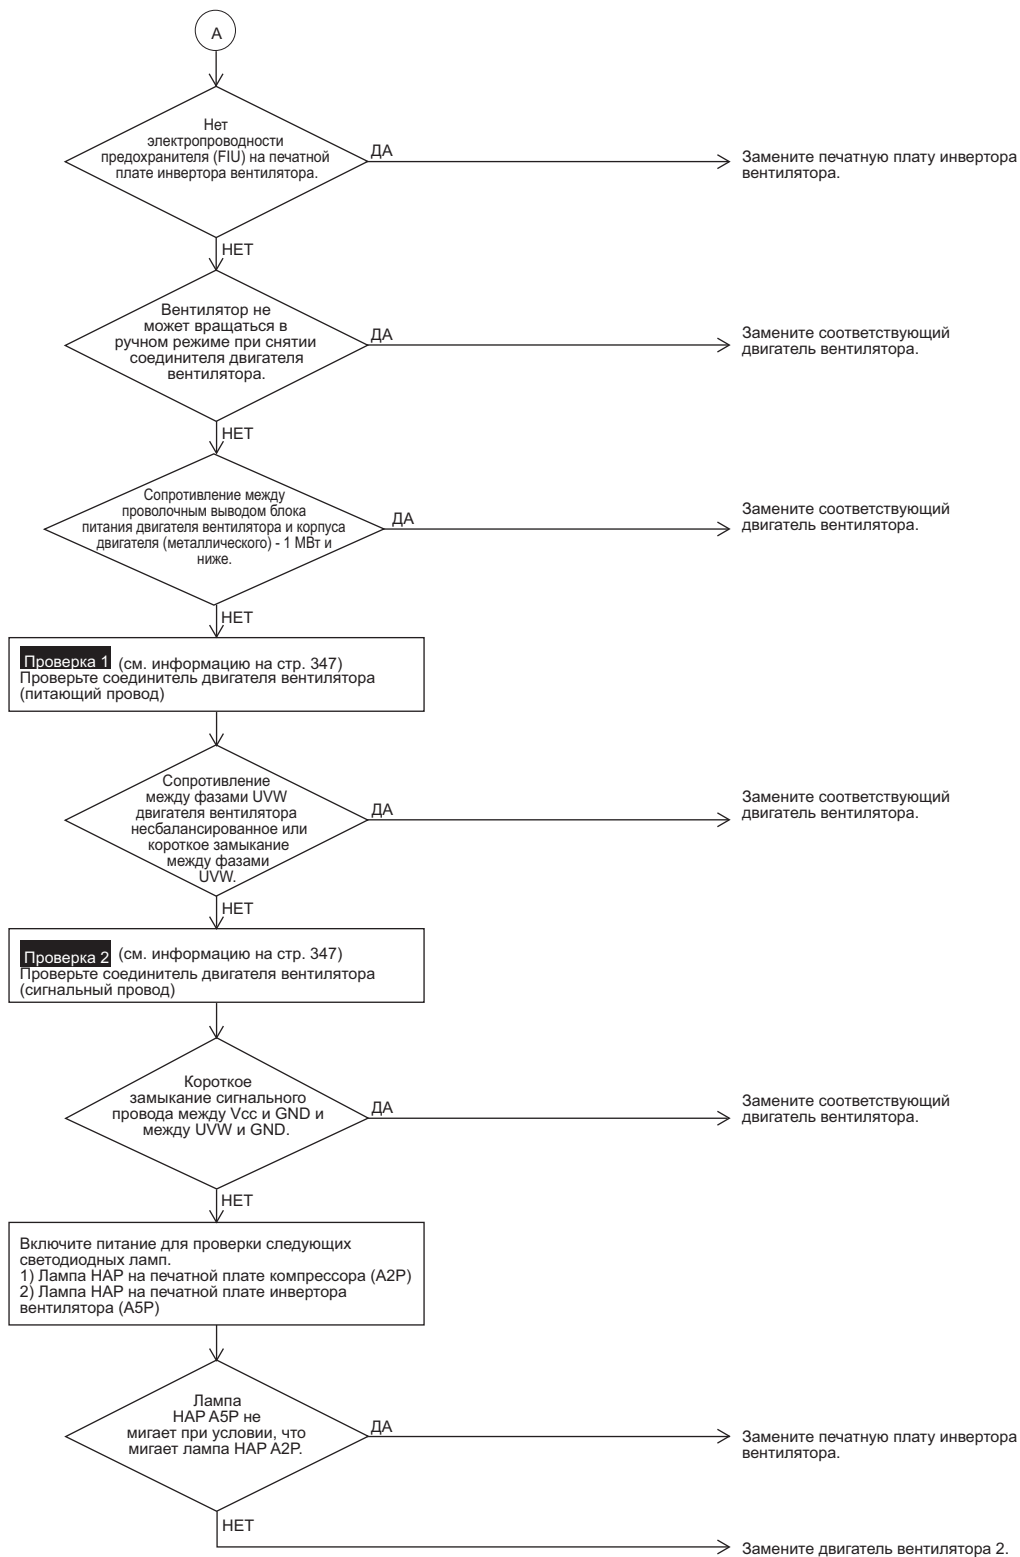 А
Нет
электропроводности
предохранителя (FIU) на печатной
плате инвертора вентилятора.
ДА
Замените печатную плату инвертора
вентилятора.
НЕТ
Вентилятор не
может вращаться в
ручном режиме при снятии
соединителя двигателя
вентилятора.
ДА
Замените соответствующий
двигатель вентилятора.
НЕТ
Сопротивление между
проволочным выводом блока
питания двигателя вентилятора и корпуса
двигателя (металлического) - 1 МВт и
ниже.
ДА
Замените соответствующий
двигатель вентилятора.
НЕТ
Проверка 1 (см. информацию на стр. 347)
Проверьте соединитель двигателя вентилятора
(питающий провод)
Сопротивление
между фазами UVW
двигателя вентилятора
несбалансированное или
короткое замыкание
между фазами
UVW.
ДА
Замените соответствующий
двигатель вентилятора.
НЕТ
Проверка 2 (см. информацию на стр. 347)
Проверьте соединитель двигателя вентилятора
(сигнальный провод)
Короткое
замыкание сигнального
провода между Vcc и GND и
между UVW и GND.
ДА
Замените соответствующий
двигатель вентилятора.
НЕТ
Включите питание для проверки следующих
светодиодных ламп.
1) Лампа HAP на печатной плате компрессора (A2P)
2) Лампа HAP на печатной плате инвертора
вентилятора (A5P)
Лампа
HAP A5P не
мигает при условии, что
мигает лампа HAP A2P.
ДА
Замените печатную плату инвертора
вентилятора.
НЕТ
Замените двигатель вентилятора 2.